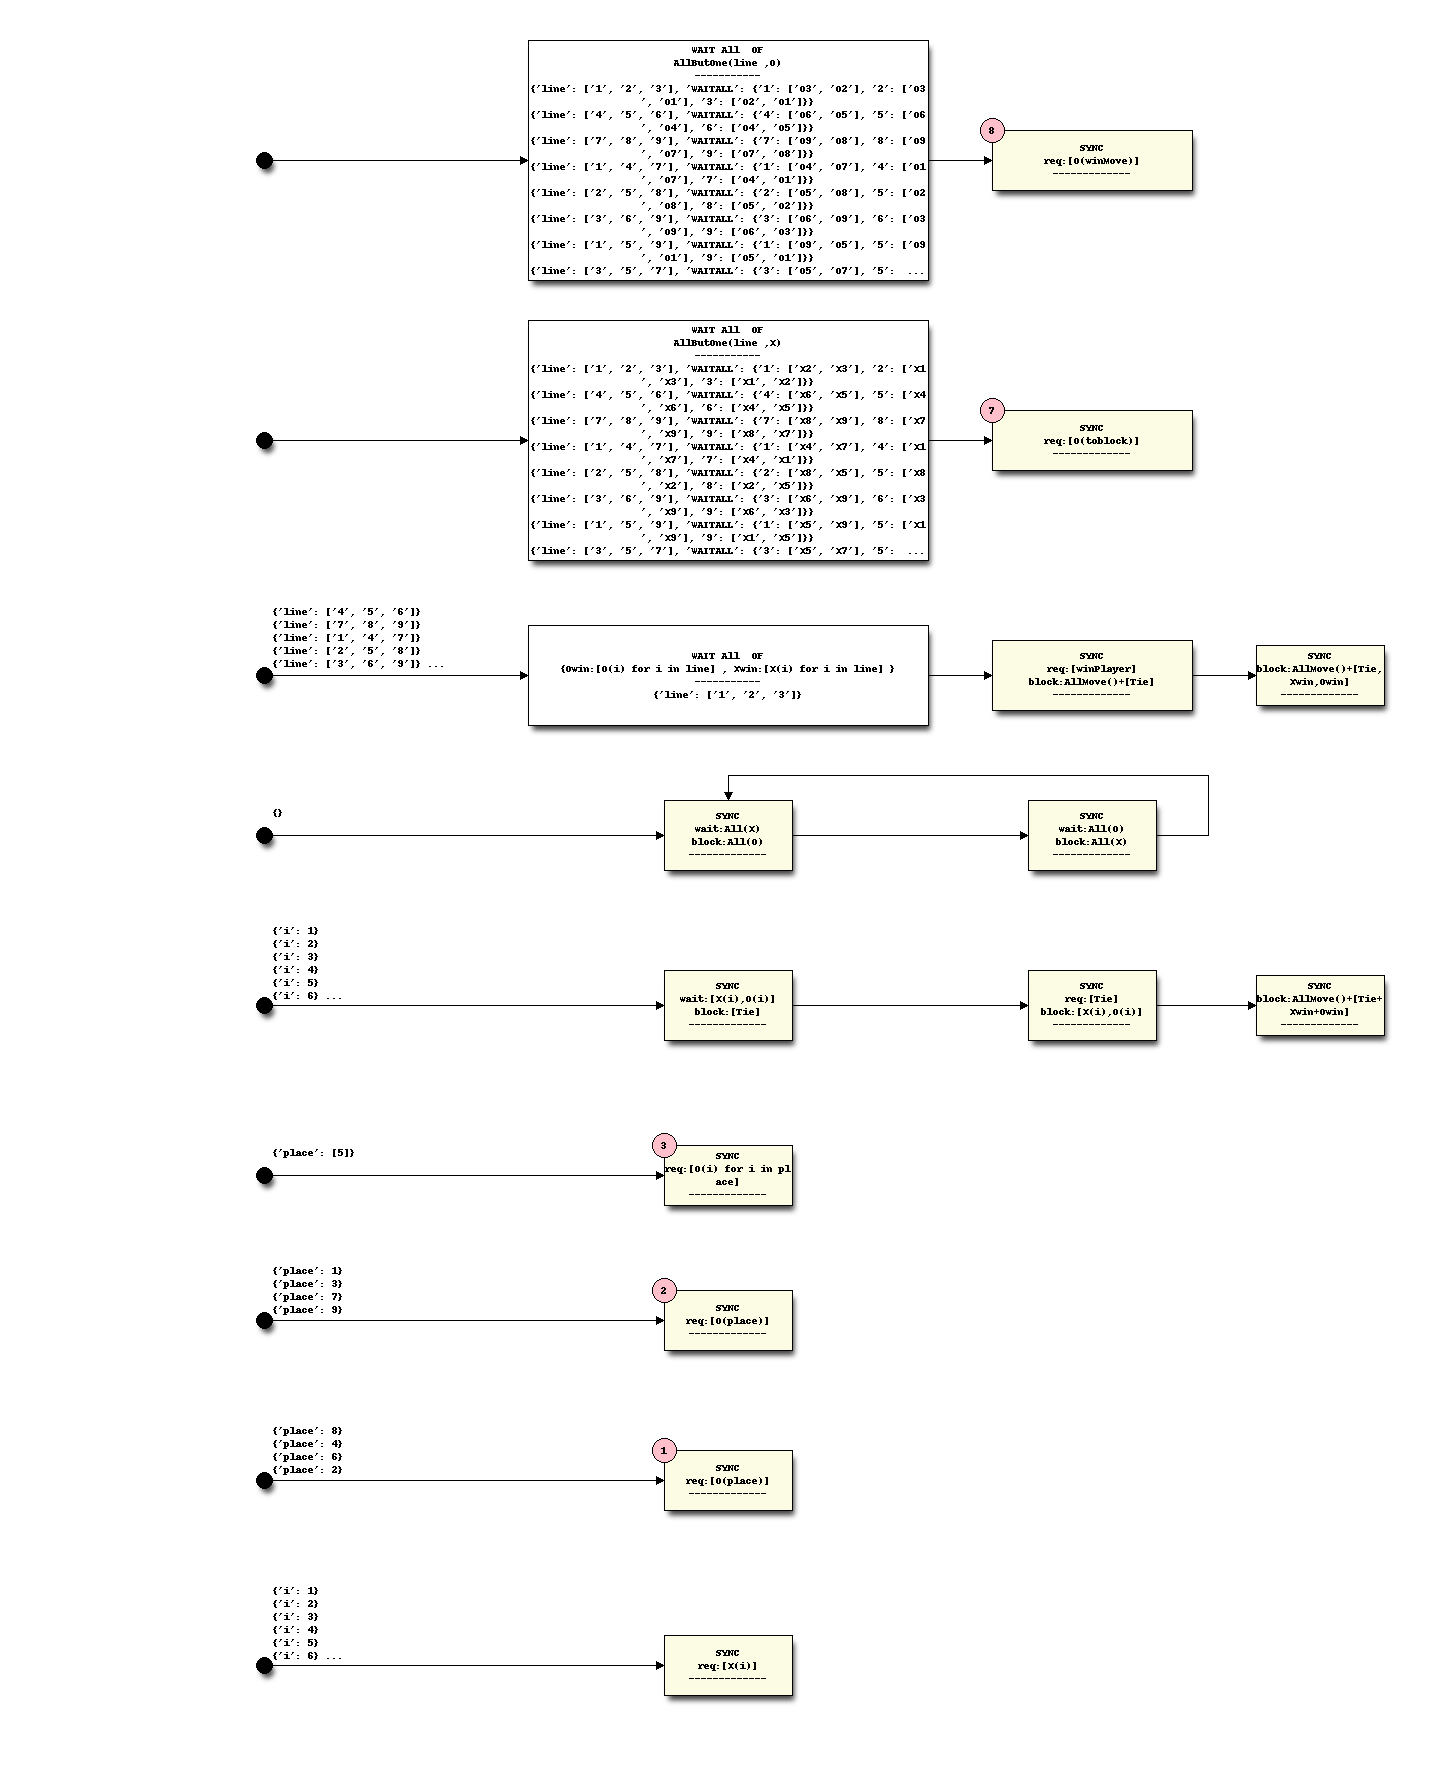 WAIT All  OF
AllButOne(line ,O)
-----------
{'line': ['1', '2', '3'], 'WAITALL': {'1': ['O3', 'O2'], '2': ['O3
', 'O1'], '3': ['O2', 'O1']}}
{'line': ['4', '5', '6'], 'WAITALL': {'4': ['O6', 'O5'], '5': ['O6
', 'O4'], '6': ['O4', 'O5']}}
{'line': ['7', '8', '9'], 'WAITALL': {'7': ['O9', 'O8'], '8': ['O9
', 'O7'], '9': ['O7', 'O8']}}
{'line': ['1', '4', '7'], 'WAITALL': {'1': ['O4', 'O7'], '4': ['O1
', 'O7'], '7': ['O4', 'O1']}}
{'line': ['2', '5', '8'], 'WAITALL': {'2': ['O5', 'O8'], '5': ['O2
', 'O8'], '8': ['O5', 'O2']}}
{'line': ['3', '6', '9'], 'WAITALL': {'3': ['O6', 'O9'], '6': ['O3
', 'O9'], '9': ['O6', 'O3']}}
{'line': ['1', '5', '9'], 'WAITALL': {'1': ['O9', 'O5'], '5': ['O9
', 'O1'], '9': ['O5', 'O1']}}
{'line': ['3', '5', '7'], 'WAITALL': {'3': ['O5', 'O7'], '5':  ...
8
SYNC
req:[O(winMove)]
-------------
WAIT All  OF
AllButOne(line ,X)
-----------
{'line': ['1', '2', '3'], 'WAITALL': {'1': ['X2', 'X3'], '2': ['X1
', 'X3'], '3': ['X1', 'X2']}}
{'line': ['4', '5', '6'], 'WAITALL': {'4': ['X6', 'X5'], '5': ['X4
', 'X6'], '6': ['X4', 'X5']}}
{'line': ['7', '8', '9'], 'WAITALL': {'7': ['X8', 'X9'], '8': ['X7
', 'X9'], '9': ['X8', 'X7']}}
{'line': ['1', '4', '7'], 'WAITALL': {'1': ['X4', 'X7'], '4': ['X1
', 'X7'], '7': ['X4', 'X1']}}
{'line': ['2', '5', '8'], 'WAITALL': {'2': ['X8', 'X5'], '5': ['X8
', 'X2'], '8': ['X2', 'X5']}}
{'line': ['3', '6', '9'], 'WAITALL': {'3': ['X6', 'X9'], '6': ['X3
', 'X9'], '9': ['X6', 'X3']}}
{'line': ['1', '5', '9'], 'WAITALL': {'1': ['X5', 'X9'], '5': ['X1
', 'X9'], '9': ['X1', 'X5']}}
{'line': ['3', '5', '7'], 'WAITALL': {'3': ['X5', 'X7'], '5':  ...
7
SYNC
req:[O(toblock)]
-------------
{'line': ['4', '5', '6']}
{'line': ['7', '8', '9']}
{'line': ['1', '4', '7']}
{'line': ['2', '5', '8']}
{'line': ['3', '6', '9']} ...
WAIT All  OF
{Owin:[O(i) for i in line] , Xwin:[X(i) for i in line] }
-----------
{'line': ['1', '2', '3']}
SYNC
req:[winPlayer]
block:AllMove()+[Tie]
-------------
SYNC
block:AllMove()+[Tie,
Xwin,Owin]
-------------
{}
SYNC
wait:All(X)
block:All(O)
-------------
SYNC
wait:All(O)
block:All(X)
-------------
{'i': 1}
{'i': 2}
{'i': 3}
{'i': 4}
{'i': 5}
{'i': 6} ...
SYNC
wait:[X(i),O(i)]
block:[Tie]
-------------
SYNC
req:[Tie]
block:[X(i),O(i)]
-------------
SYNC
block:AllMove()+[Tie+
Xwin+Owin]
-------------
{'place': [5]}
3
SYNC
req:[O(i) for i in pl
ace]
-------------
{'place': 1}
{'place': 3}
{'place': 7}
{'place': 9}
2
SYNC
req:[O(place)]
-------------
{'place': 8}
{'place': 4}
{'place': 6}
{'place': 2}
1
SYNC
req:[O(place)]
-------------
{'i': 1}
{'i': 2}
{'i': 3}
{'i': 4}
{'i': 5}
{'i': 6} ...
SYNC
req:[X(i)]
-------------